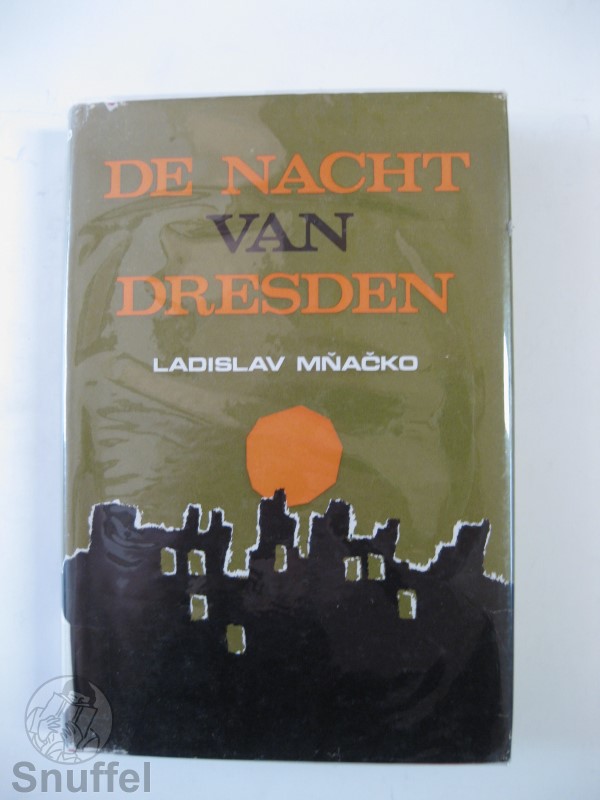 DE NACHT
VAN
DRESDEN
LADISLAV MŇAČKO
Snuffel